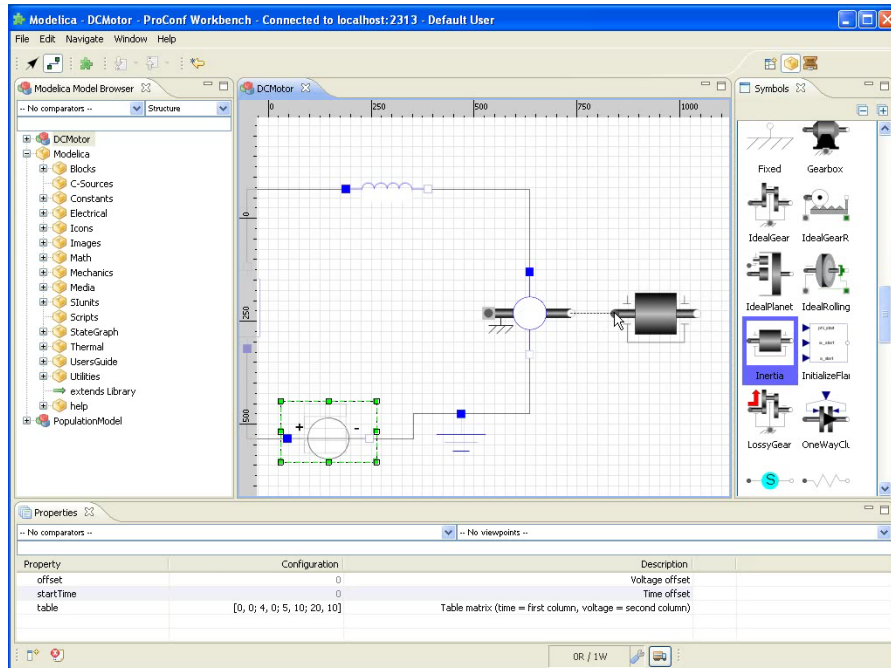 Modelica - DCMotor - ProConf Workbench - Connected to localhost:2313 - Default User
File Edit Navigate Window Help
Modelica Model Browser
-- No comparators -- Structure
DCMotor
Modelica
Blocks
C-Sources
Constants
Electrical
Icons
Images
Math
Mechanics
Media
SIunits
Scripts
StateGraph
Thermal
UsersGuide
Utilities
extends Library
help
PopulationModel
DCMotor
0 250 500 750 1000
0
250
500
+ -
Symbols
Fixed Gearbox
IdealGear IdealGearR
IdealPlanet IdealRolling
Inertia InitializeFla
LossyGear OneWayClu
S
Properties
-- No comparators -- -- No viewpoints --
Property Configuration Description
offset 0 Voltage offset
startTime 0 Time offset
table [0, 0; 4, 0; 5, 10; 20, 10] Table matrix (time = first column, voltage = second column)
0R / 1W